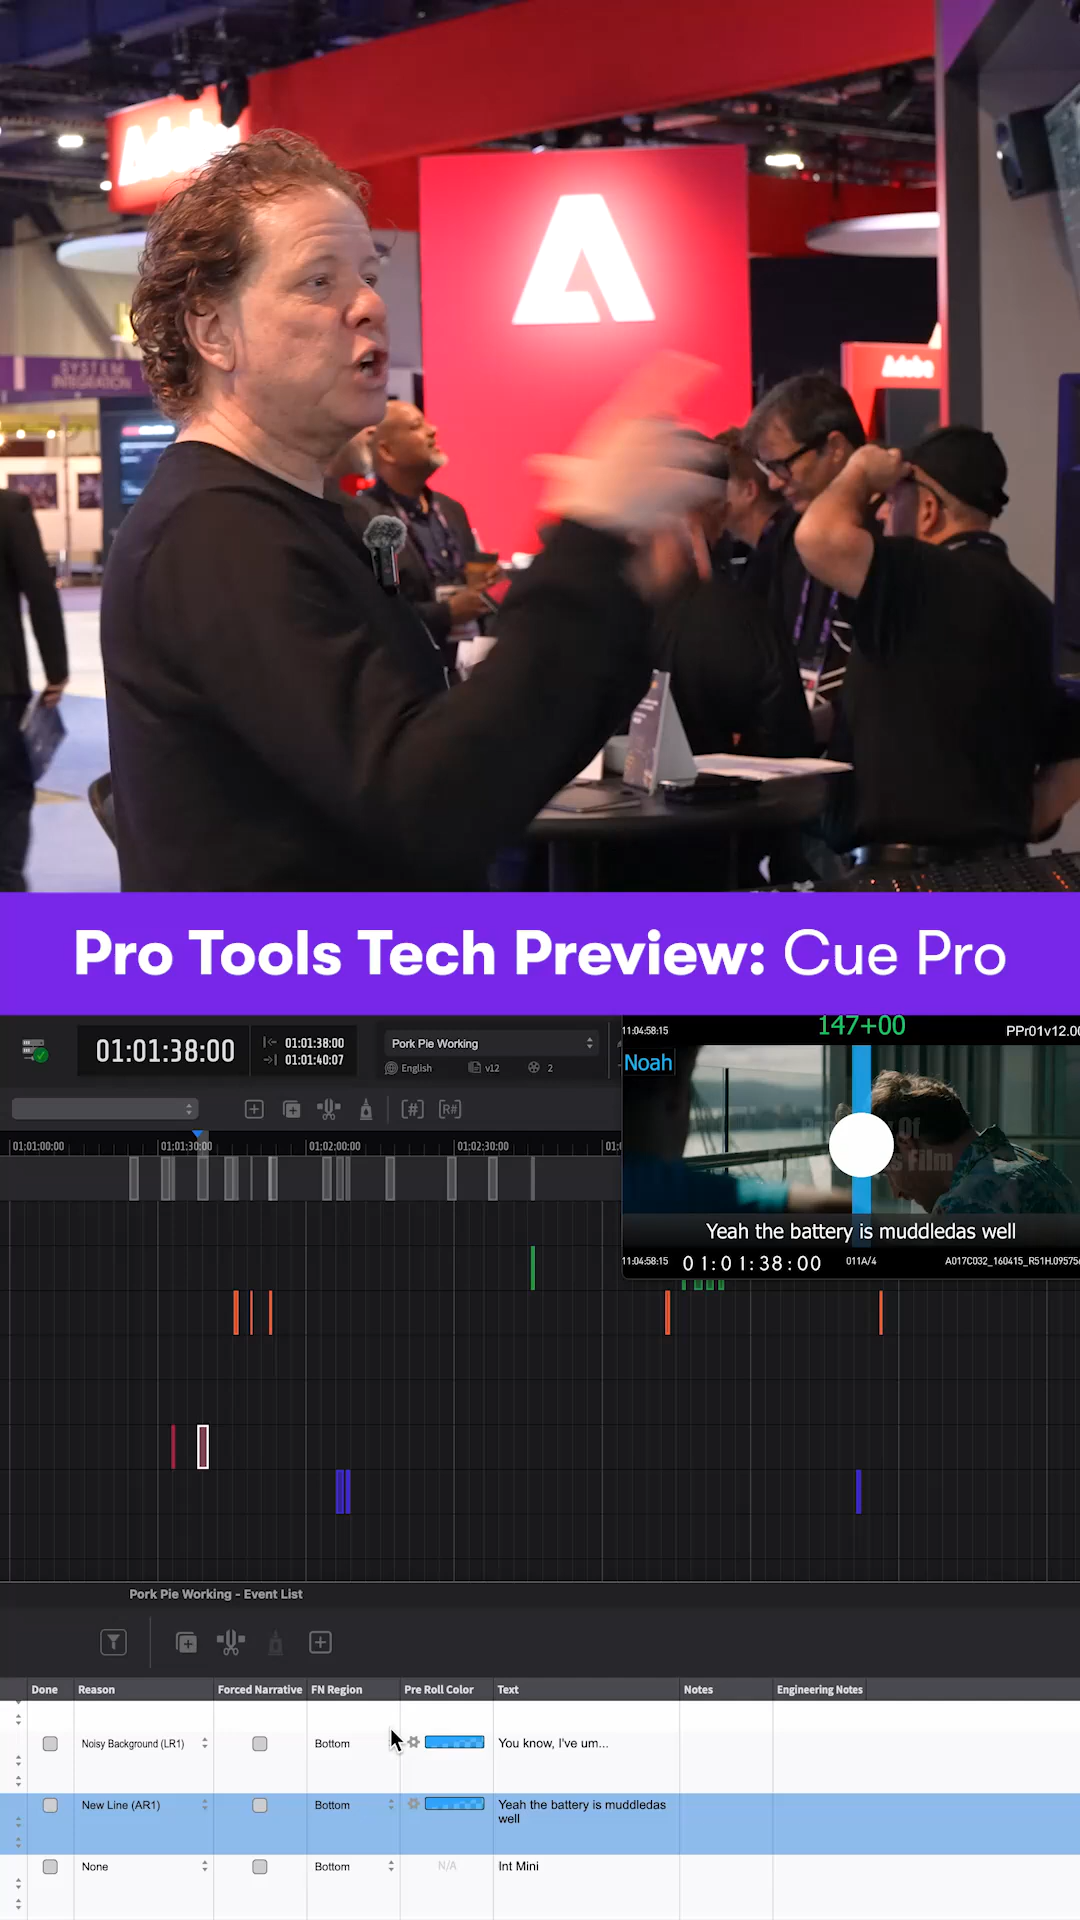 Adobe
SYSTEM
INTEGRATION
Adobe
Pro Tools Tech Preview: Cue Pro
01:01:38:00
01:01:38:00
01:01:40:07
Pork Pie Working
English
v12
2
11:04:58:15
147+00
PPr01v12.00
Noah
[#]
[R#]
01:01:00:00
01:01:30:00
01:02:00:00
01:02:30:00
Yeah the battery is muddledas well
11:04:58:15
01:01:38:00
011A/4
A017C032_160415_R51H.09575
Pork Pie Working - Event List
Done
Reason
Forced Narrative
FN Region
Pre Roll Color
Text
Notes
Engineering Notes
Noisy Background (LR1)
Bottom
You know, I've um...
New Line (AR1)
Bottom
Yeah the battery is muddledas
well
None
Bottom
N/A
Int Mini